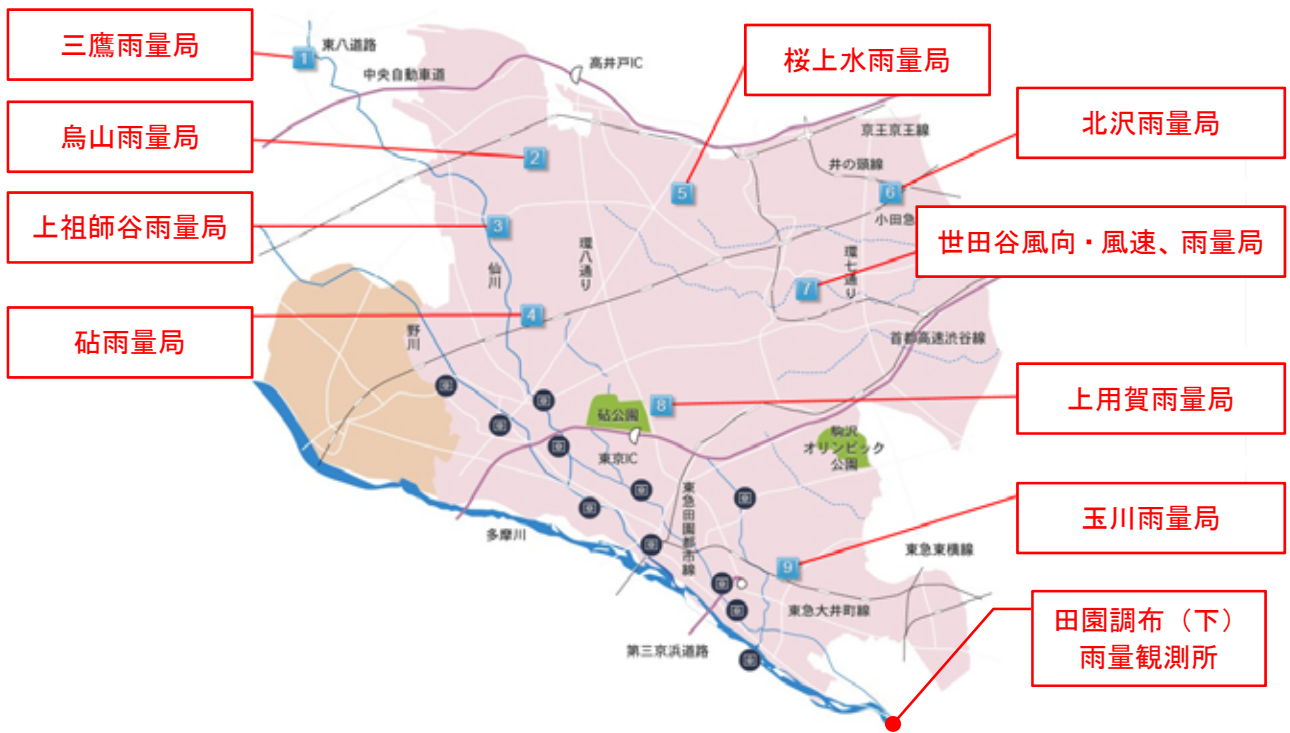 三鷹雨量局
烏山雨量局
上祖師谷雨量局
砧雨量局
桜上水雨量局
北沢雨量局
世田谷風向・風速、雨量局
上用賀雨量局
玉川雨量局
田園調布（下）
雨量観測所
1
2
3
4
5
6
7
8
9
東八道路
中央自動車道
高井戸IC
京王京王線
井の頭線
小田急
環八通り
環七通り
仙川
野川
首都高速渋谷線
砧公園
東京IC
駒沢
オリンピック
公園
東急田園都市線
多摩川
東急東横線
東急大井町線
第三京浜道路